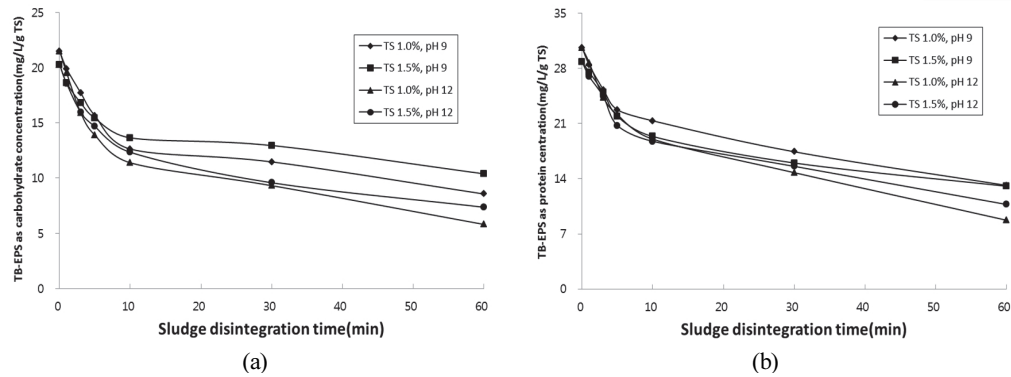 TB-EPS as carbohydrate concentration(mg/L/g TS)
25
20
15
10
5
0
0 10 20 30 40 50 60
Sludge disintegration time(min)
TS 1.0%, pH 9
TS 1.5%, pH 9
TS 1.0%, pH 12
TS 1.5%, pH 12
(a)
TB-EPS as protein centration(mg/L/g TS)
35
28
21
14
7
0
0 10 20 30 40 50 60
Sludge disintegration time(min)
TS 1.0%, pH 9
TS 1.5%, pH 9
TS 1.0%, pH 12
TS 1.5%, pH 12
(b)